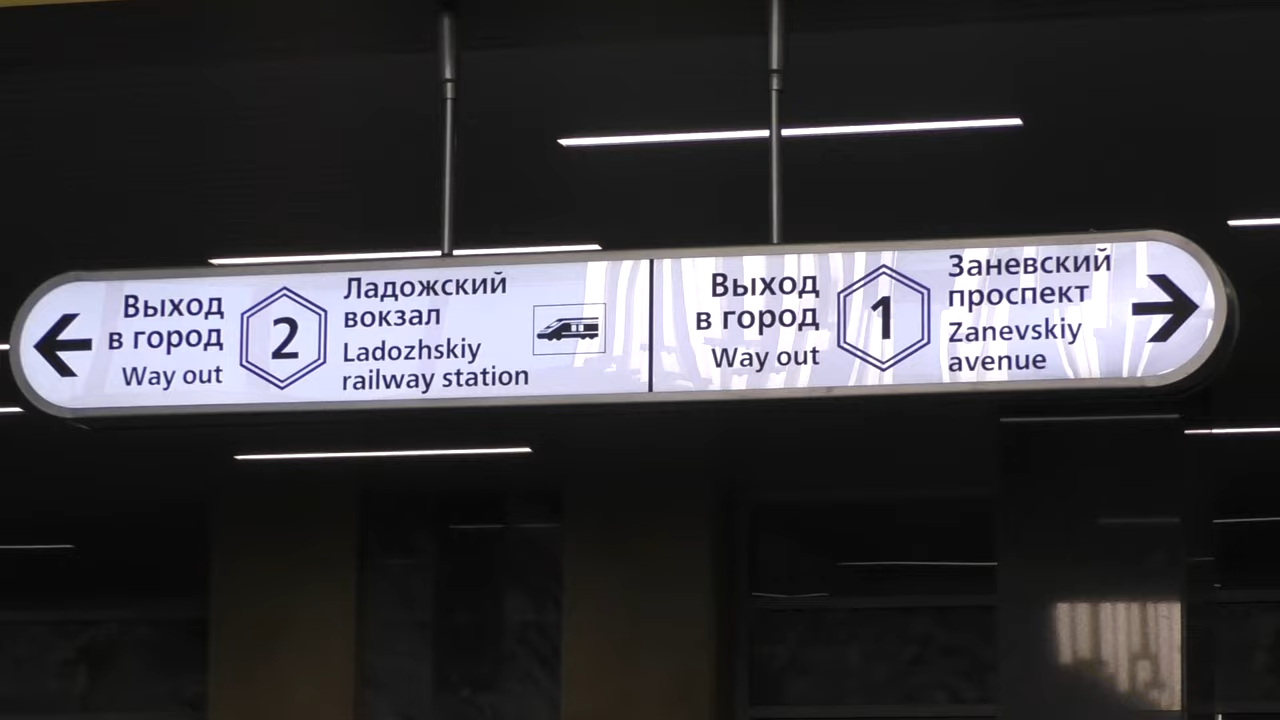 Выход
в город
Way out
2
Ладожский
вокзал
Ladozhskiy
railway station
Выход
в город
Way out
1
Заневский
проспект
Zanevskiy
avenue